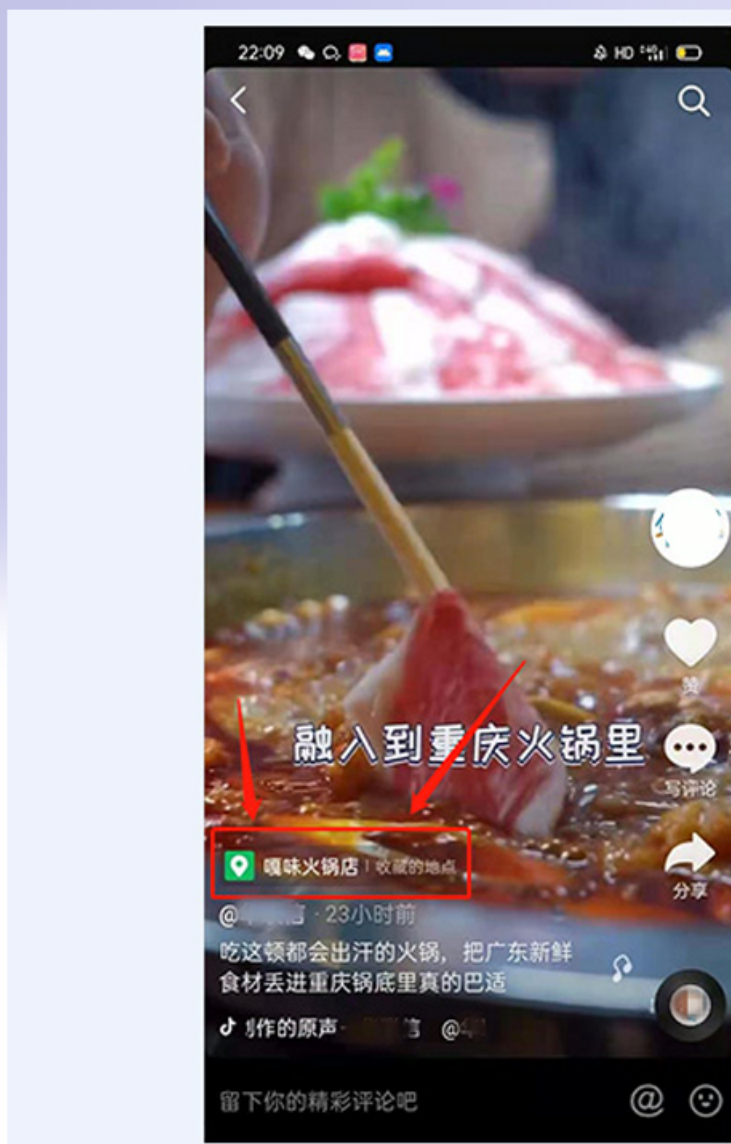 22:09
HD
融入到重庆火锅里
赞
写评论
嘎味火锅店 | 收藏的地点
分享
@ 信 · 23小时前
吃这顿都会出汗的火锅，把广东新鲜
食材丢进重庆锅底里真的巴适
作的原声- 信 @
留下你的精彩评论吧